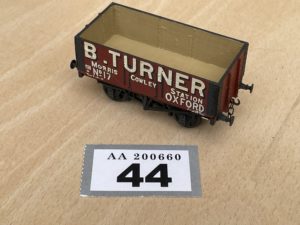 B. TURNER
MORRIS COWLEY STATION
No 17 OXFORD
AA 200660
44